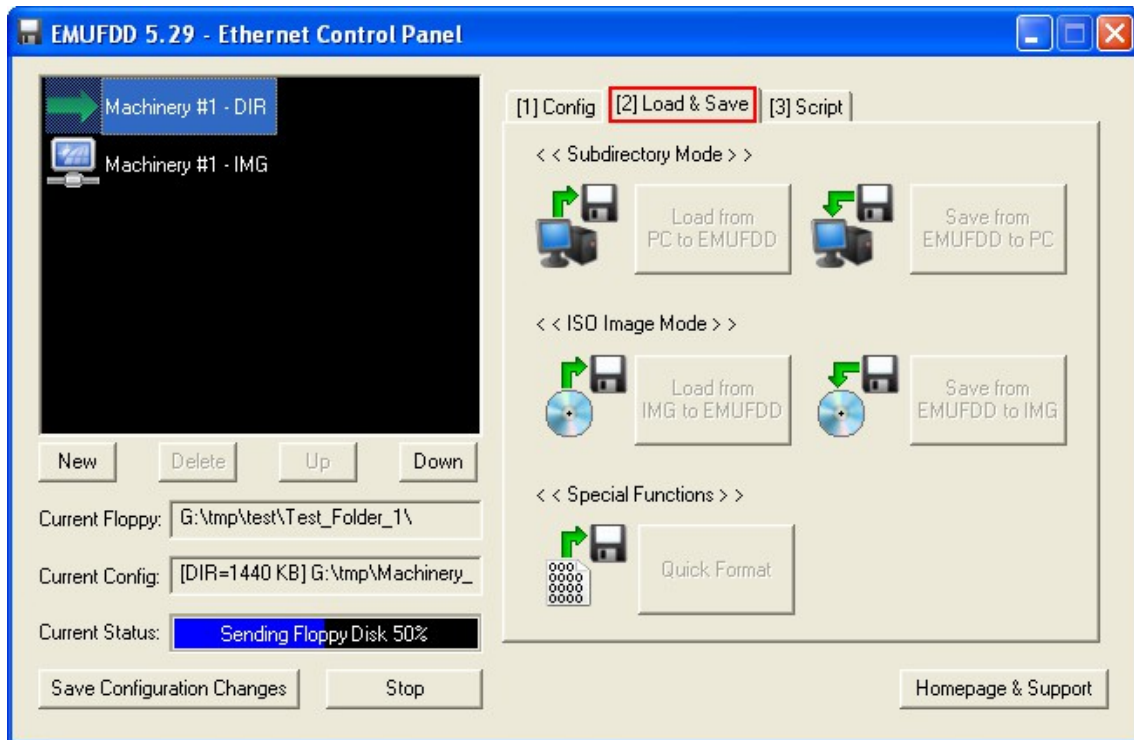 EMUFDD 5.29 - Ethernet Control Panel
Machinery #1 - DIR
Machinery #1 - IMG
New
Delete
Up
Down
Current Floppy: G:\tmp\test\Test_Folder_1\
Current Config: [DIR=1440 KB] G:\tmp\Machinery_
Current Status: Sending Floppy Disk 50%
Save Configuration Changes
Stop
[1] Config
[2] Load & Save
[3] Script
< < Subdirectory Mode > >
Load from
PC to EMUFDD
Save from
EMUFDD to PC
< < ISO Image Mode > >
Load from
IMG to EMUFDD
Save from
EMUFDD to IMG
< < Special Functions > >
000
0000
0000
0000
Quick Format
Homepage & Support